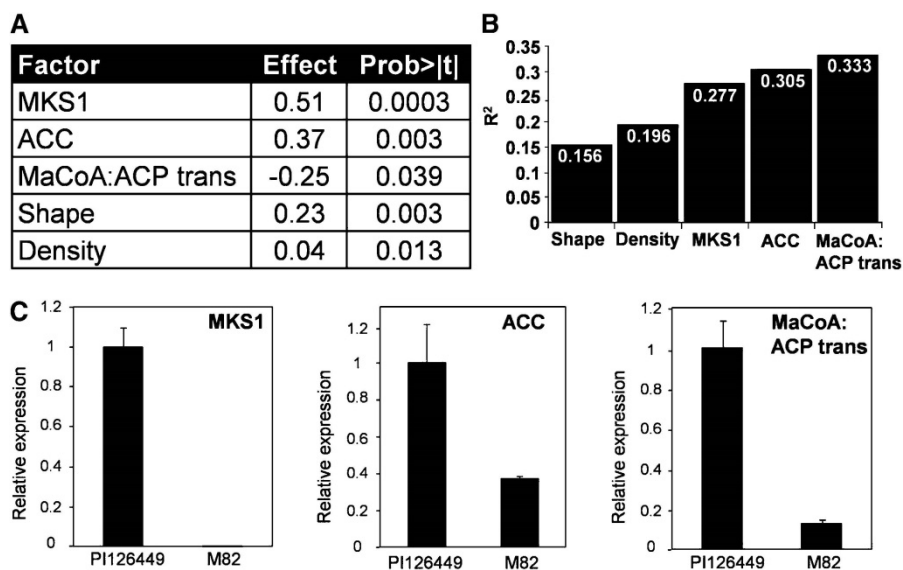 A
Factor Effect Prob>|t|
MKS1 0.51 0.0003
ACC 0.37 0.003
MaCoA:ACP trans -0.25 0.039
Shape 0.23 0.003
Density 0.04 0.013
B
R²
0.35
0.3
0.25
0.2
0.15
0.1
0.05
0
0.156
0.196
0.277
0.305
0.333
Shape Density MKS1 ACC MaCoA:
ACP trans
C
MKS1
Relative expression
1.2
1
0.8
0.6
0.4
0.2
0
PI126449 M82
ACC
Relative expression
1.2
1
0.8
0.6
0.4
0.2
0
PI126449 M82
MaCoA:
ACP trans
Relative expression
1.2
1
0.8
0.6
0.4
0.2
0
PI126449 M82